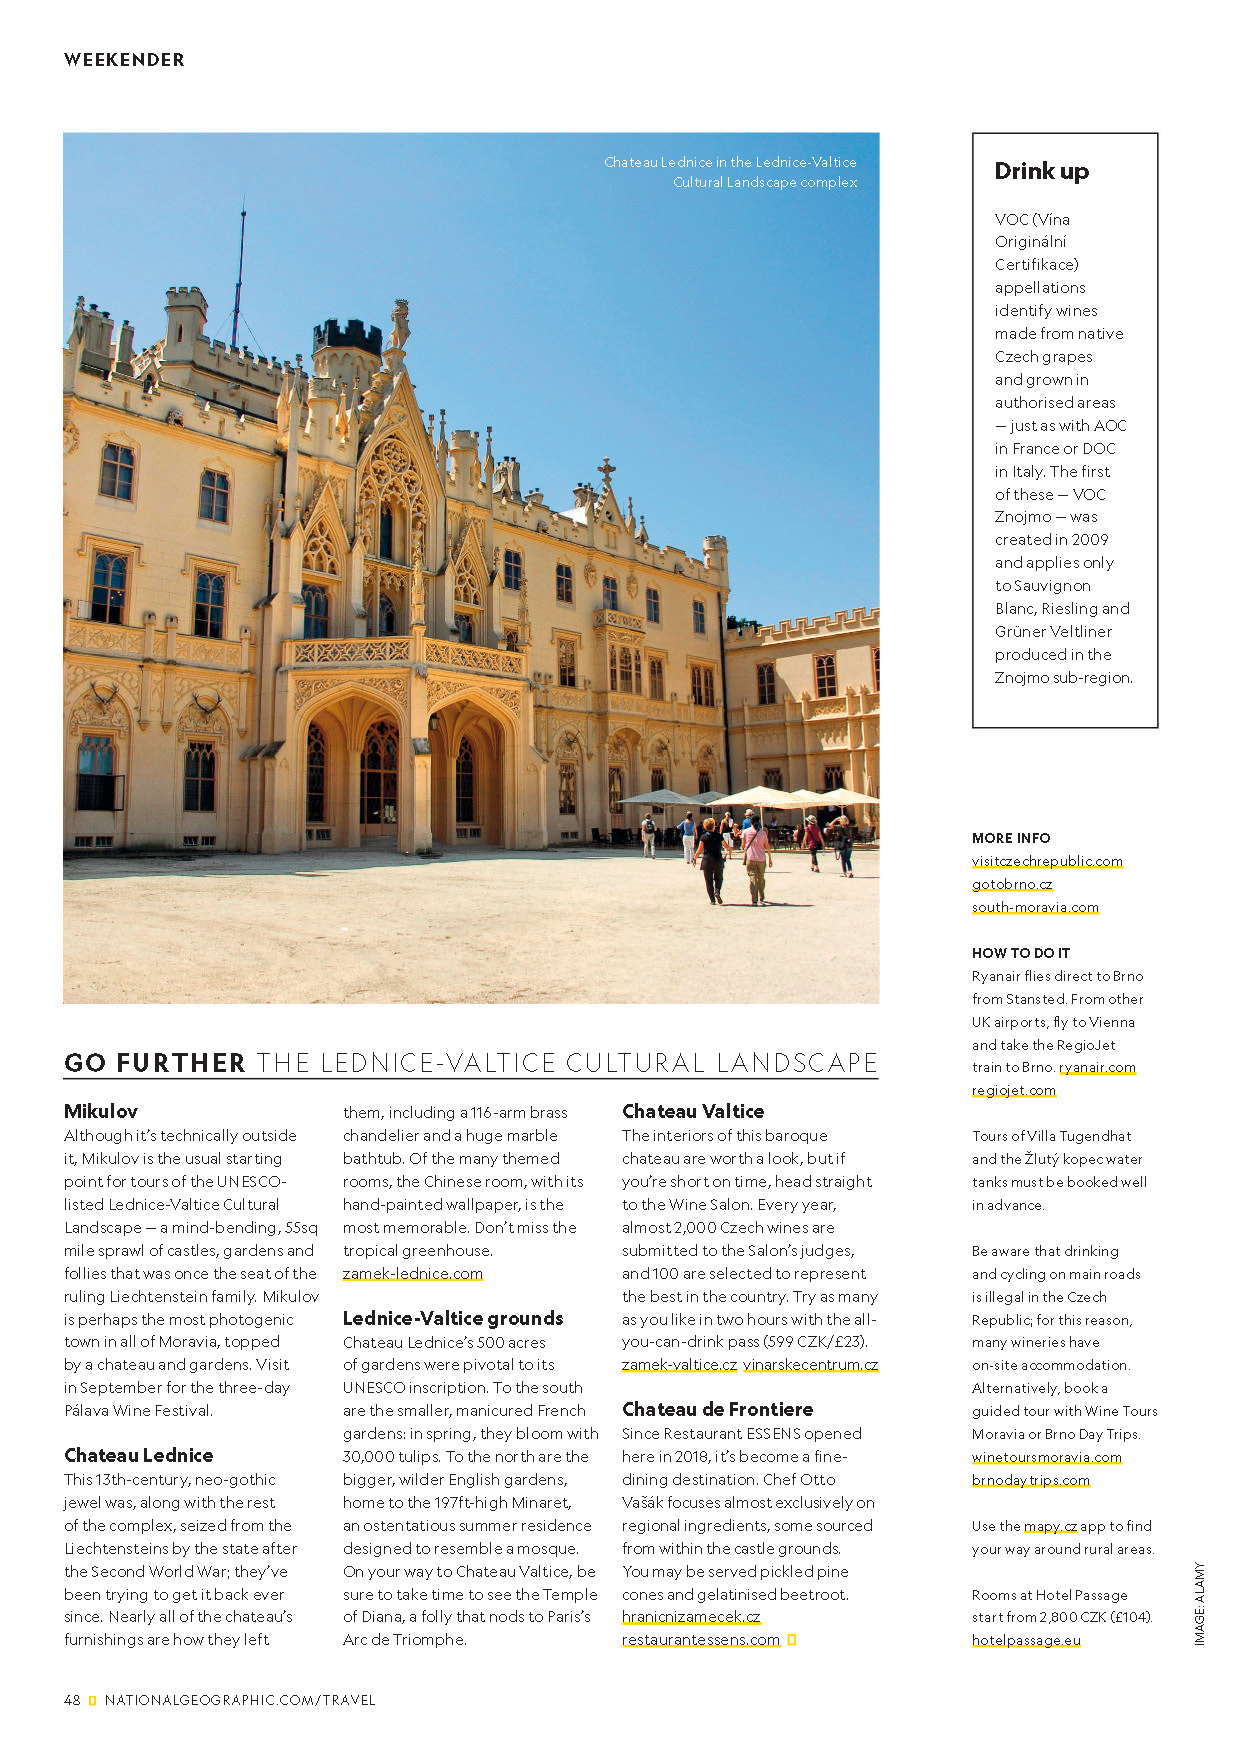 WEEKENDER
Chateau Lednice in the Lednice-Valtice
Cultural Landscape complex
GO FURTHER THE LEDNICE-VALTICE CULTURAL LANDSCAPE
Mikulov
Although it's technically outside
it, Mikulov is the usual starting
point for tours of the UNESCO-
listed Lednice-Valtice Cultural
Landscape — a mind-bending, 55sq
mile sprawl of castles, gardens and
follies that was once the seat of the
ruling Liechtenstein family. Mikulov
is perhaps the most photogenic
town in all of Moravia, topped
by a chateau and gardens. Visit
in September for the three-day
Pálava Wine Festival.
Chateau Lednice
This 13th-century, neo-gothic
jewel was, along with the rest
of the complex, seized from the
Liechtensteins by the state after
the Second World War; they've
been trying to get it back ever
since. Nearly all of the chateau's
furnishings are how they left
them, including a 116-arm brass
chandelier and a huge marble
bathtub. Of the many themed
rooms, the Chinese room, with its
hand-painted wallpaper, is the
most memorable. Don't miss the
tropical greenhouse.
zamek-lednice.com
Lednice-Valtice grounds
Chateau Lednice's 500 acres
of gardens were pivotal to its
UNESCO inscription. To the south
are the smaller, manicured French
gardens: in spring, they bloom with
30,000 tulips. To the north are the
bigger, wilder English gardens,
home to the 197ft-high Minaret,
an ostentatious summer residence
designed to resemble a mosque.
On your way to Chateau Valtice, be
sure to take time to see the Temple
of Diana, a folly that nods to Paris's
Arc de Triomphe.
Chateau Valtice
The interiors of this baroque
chateau are worth a look, but if
you're short on time, head straight
to the Wine Salon. Every year,
almost 2,000 Czech wines are
submitted to the Salon's judges,
and 100 are selected to represent
the best in the country. Try as many
as you like in two hours with the all-
you-can-drink pass (599 CZK/£23).
zamek-valtice.cz vinarskecentrum.cz
Chateau de Frontiere
Since Restaurant ESSENS opened
here in 2018, it's become a fine-
dining destination. Chef Otto
Vašák focuses almost exclusively on
regional ingredients, some sourced
from within the castle grounds.
You may be served pickled pine
cones and gelatinised beetroot.
hranicnizamecek.cz
restaurantessens.com
Drink up
VOC (Vína
Originální
Certifikace)
appellations
identify wines
made from native
Czech grapes
and grown in
authorised areas
— just as with AOC
in France or DOC
in Italy. The first
of these — VOC
Znojmo — was
created in 2009
and applies only
to Sauvignon
Blanc, Riesling and
Grüner Veltliner
produced in the
Znojmo sub-region.
MORE INFO
visitczechrepublic.com
gotobrno.cz
south-moravia.com
HOW TO DO IT
Ryanair flies direct to Brno
from Stansted. From other
UK airports, fly to Vienna
and take the RegioJet
train to Brno. ryanair.com
regiojet.com
Tours of Villa Tugendhat
and the Žlutý kopec water
tanks must be booked well
in advance.
Be aware that drinking
and cycling on main roads
is illegal in the Czech
Republic; for this reason,
many wineries have
on-site accommodation.
Alternatively, book a
guided tour with Wine Tours
Moravia or Brno Day Trips.
winetoursmoravia.com
brnodaytrips.com
Use the mapy.cz app to find
your way around rural areas.
Rooms at Hotel Passage
start from 2,800 CZK (£104).
hotelpassage.eu
IMAGE: ALAMY
48 NATIONALGEOGRAPHIC.COM/TRAVEL